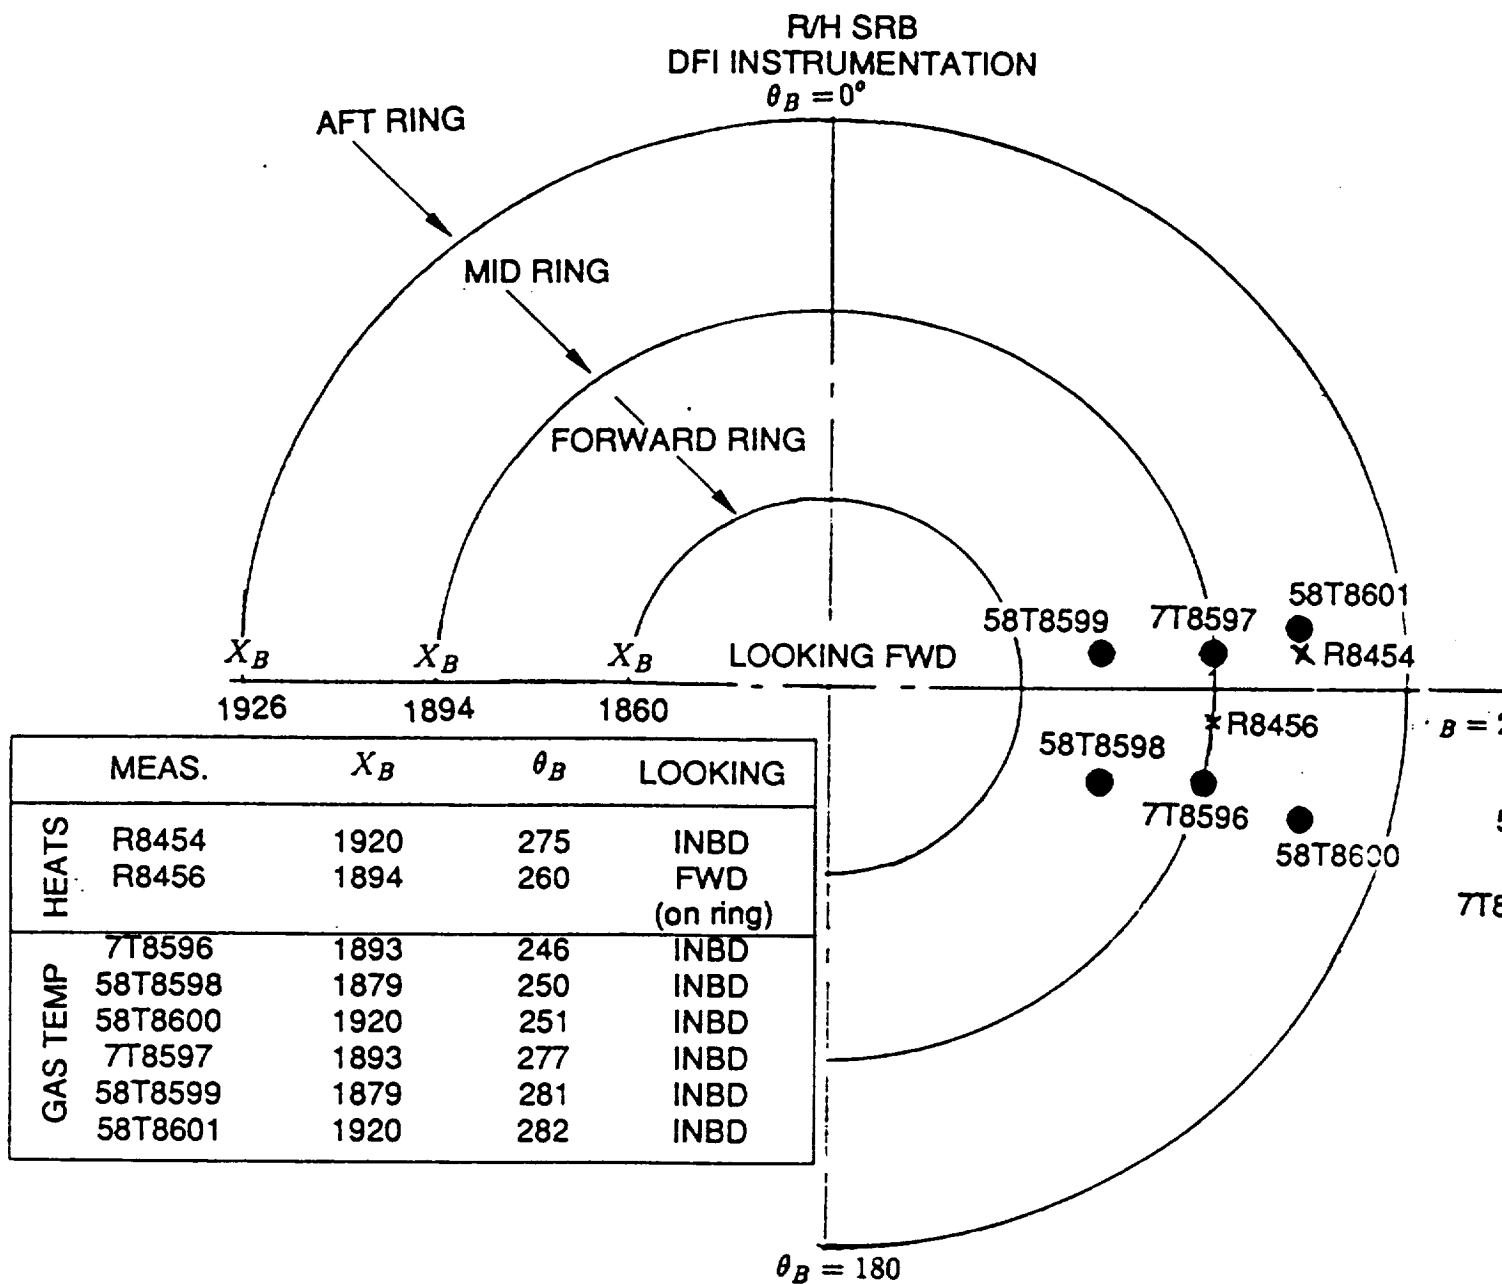 R/H SRB
DFI INSTRUMENTATION
θB = 0°
AFT RING
MID RING
FORWARD RING
58T8601
58T8599 7T8597
XB XB XB LOOKING FWD R8454
1926 1894 1860
R8456 B = 2
58T8598
7T8596
58T8600
5
7T8
MEAS. XB θB LOOKING
HEATS
R8454 1920 275 INBD
R8456 1894 260 FWD
(on ring)
GAS TEMP
7T8596 1893 246 INBD
58T8598 1879 250 INBD
58T8600 1920 251 INBD
7T8597 1893 277 INBD
58T8599 1879 281 INBD
58T8601 1920 282 INBD
θB = 180